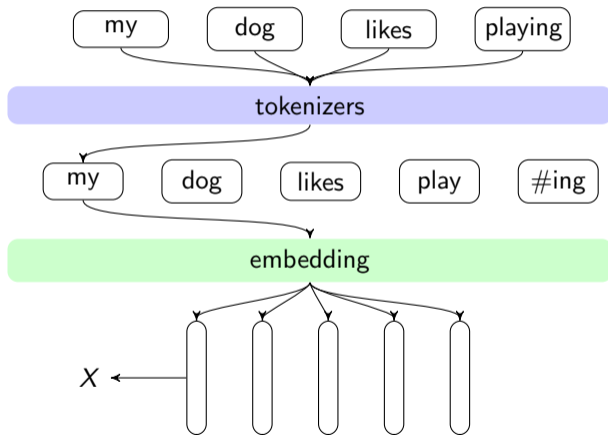 my dog likes playing
tokenizers
my dog likes play #ing
embedding
X